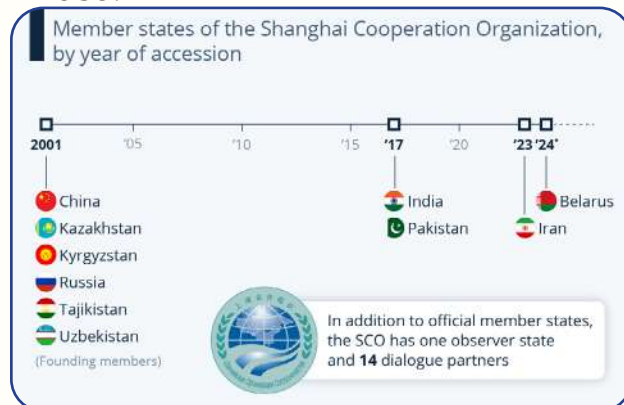 Member states of the Shanghai Cooperation Organization,
by year of accession
2001 '05 '10 '15 '17 '20 '23 '24*
China
Kazakhstan
Kyrgyzstan
Russia
Tajikistan
Uzbekistan
(Founding members)
India
Pakistan
Belarus
Iran
In addition to official member states,
the SCO has one observer state
and 14 dialogue partners